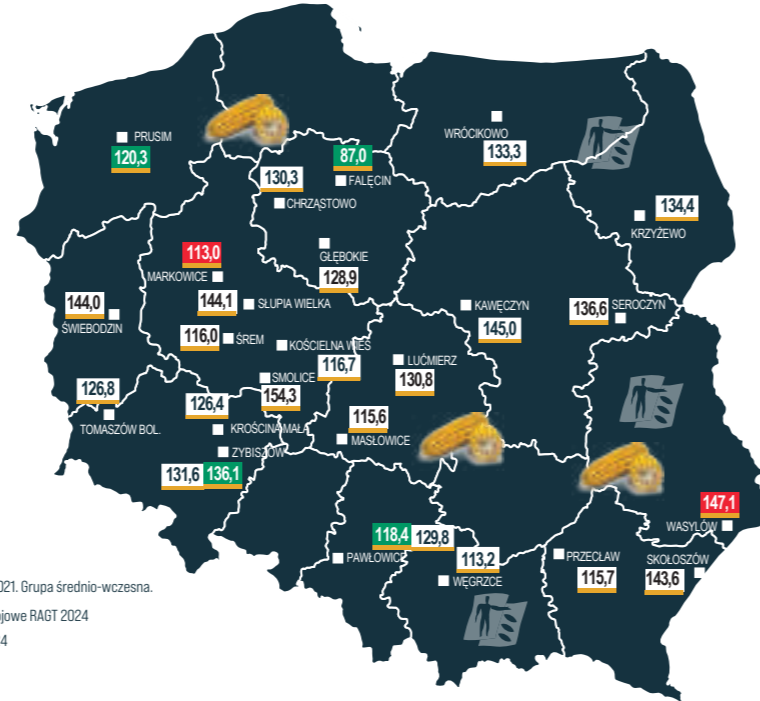 PRUSIM
120,3
WRÓCIKOWO
133,3
87,0
FALĘCIN
130,3
CHRZĄSTOWO
134,4
KRZYŻEWO
GŁĘBOKIE
128,9
113,0
MARKOWICE
144,1
SŁUPIA WIELKA
144,0
ŚWIEBODZIN
116,0
ŚREM
KOŚCIELNA WIEŚ
116,7
KAWĘCZYN
145,0
136,6
SEROCZYN
LUĆMIERZ
130,8
SMOLICE
154,3
126,8
TOMASZÓW BOL.
126,4
KROŚCINA MAŁA
115,6
MASŁOWICE
ZYBISZÓW
131,6 136,1
147,1
WASYLÓW
118,4 129,8
PAWŁOWICE
113,2
WĘGRZCE
PRZECŁAW
115,7
SKOŁOSZÓW
143,6
021. Grupa średnio-wczesna.
jowe RAGT 2024
4